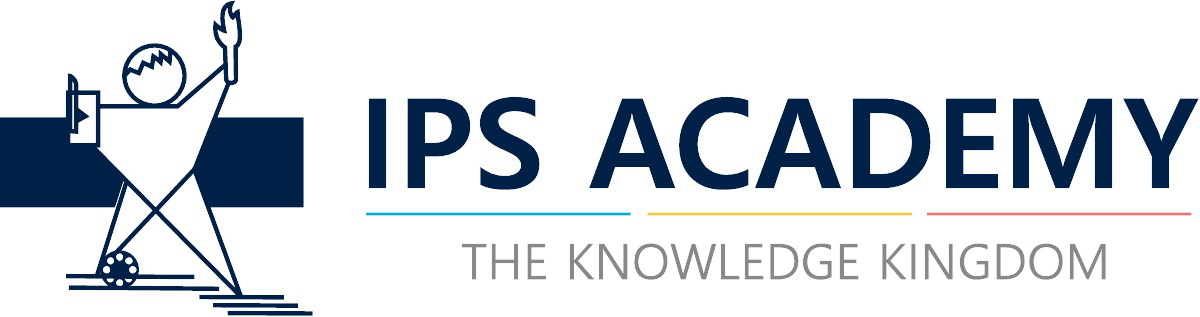 IPS ACADEMY
THE KNOWLEDGE KINGDOM